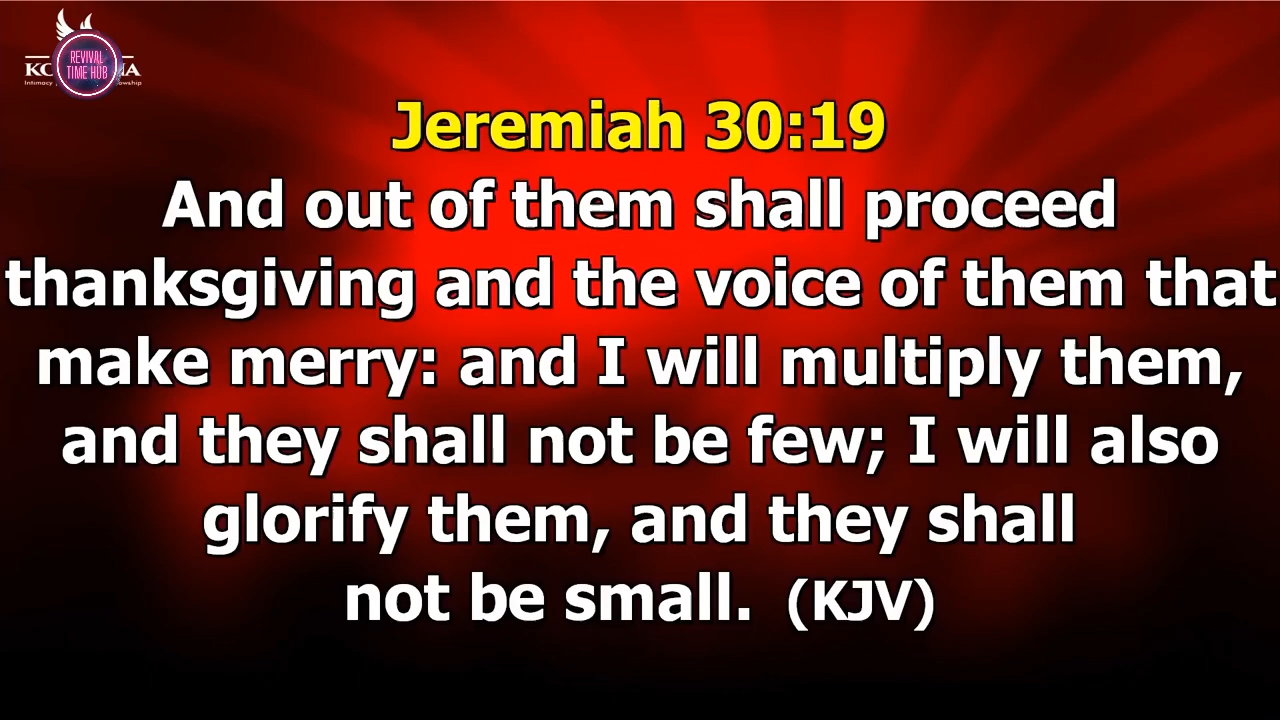 REVIVAL
TIME HUB
Intimacy
Jeremiah 30:19
And out of them shall proceed
thanksgiving and the voice of them that
make merry: and I will multiply them,
and they shall not be few; I will also
glorify them, and they shall
not be small. (KJV)